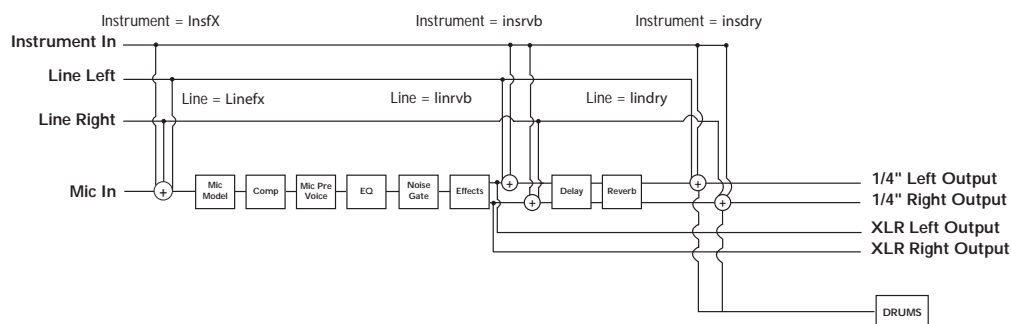 Instrument = InsfX
Instrument = insrvb
Instrument = insdry
Instrument In
Line Left
Line = Linefx
Line = linrvb
Line = lindry
Line Right
Mic In
+
Mic Model
Comp
Mic Pre Voice
EQ
Noise Gate
Effects
+
+
Delay
Reverb
+
+
1/4" Left Output
1/4" Right Output
XLR Left Output
XLR Right Output
DRUMS